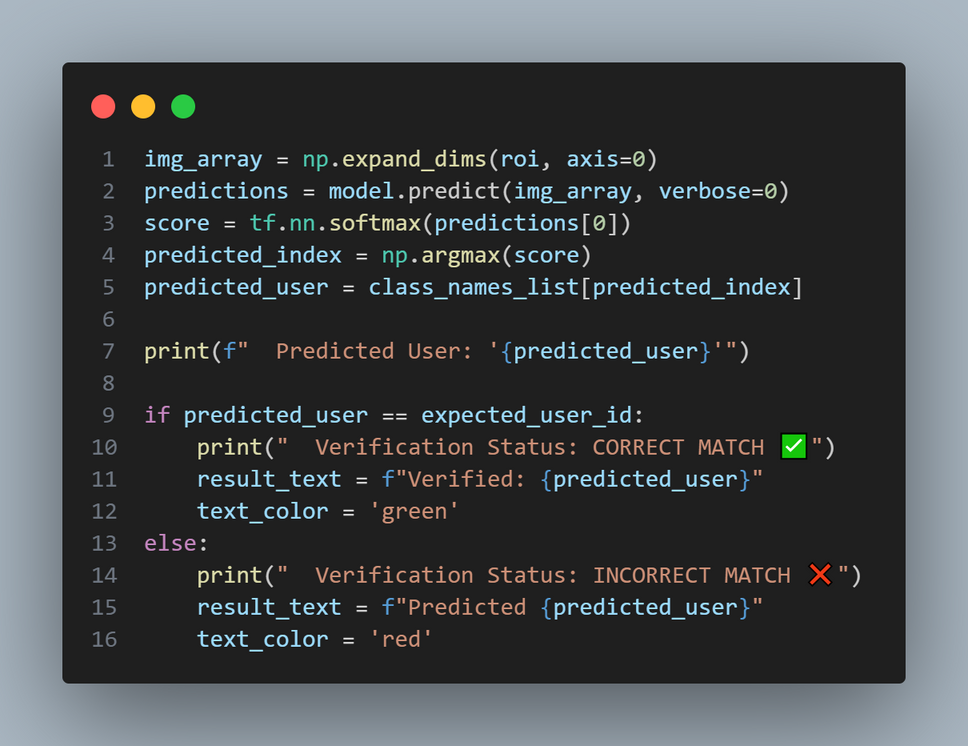 1 img_array = np.expand_dims(roi, axis=0)
2 predictions = model.predict(img_array, verbose=0)
3 score = tf.nn.softmax(predictions[0])
4 predicted_index = np.argmax(score)
5 predicted_user = class_names_list[predicted_index]
6
7 print(f"  Predicted User: '{predicted_user}'")
8
9 if predicted_user == expected_user_id:
10     print("  Verification Status: CORRECT MATCH ✅")
11     result_text = f"Verified: {predicted_user}"
12     text_color = 'green'
13 else:
14     print("  Verification Status: INCORRECT MATCH ❌")
15     result_text = f"Predicted {predicted_user}"
16     text_color = 'red'